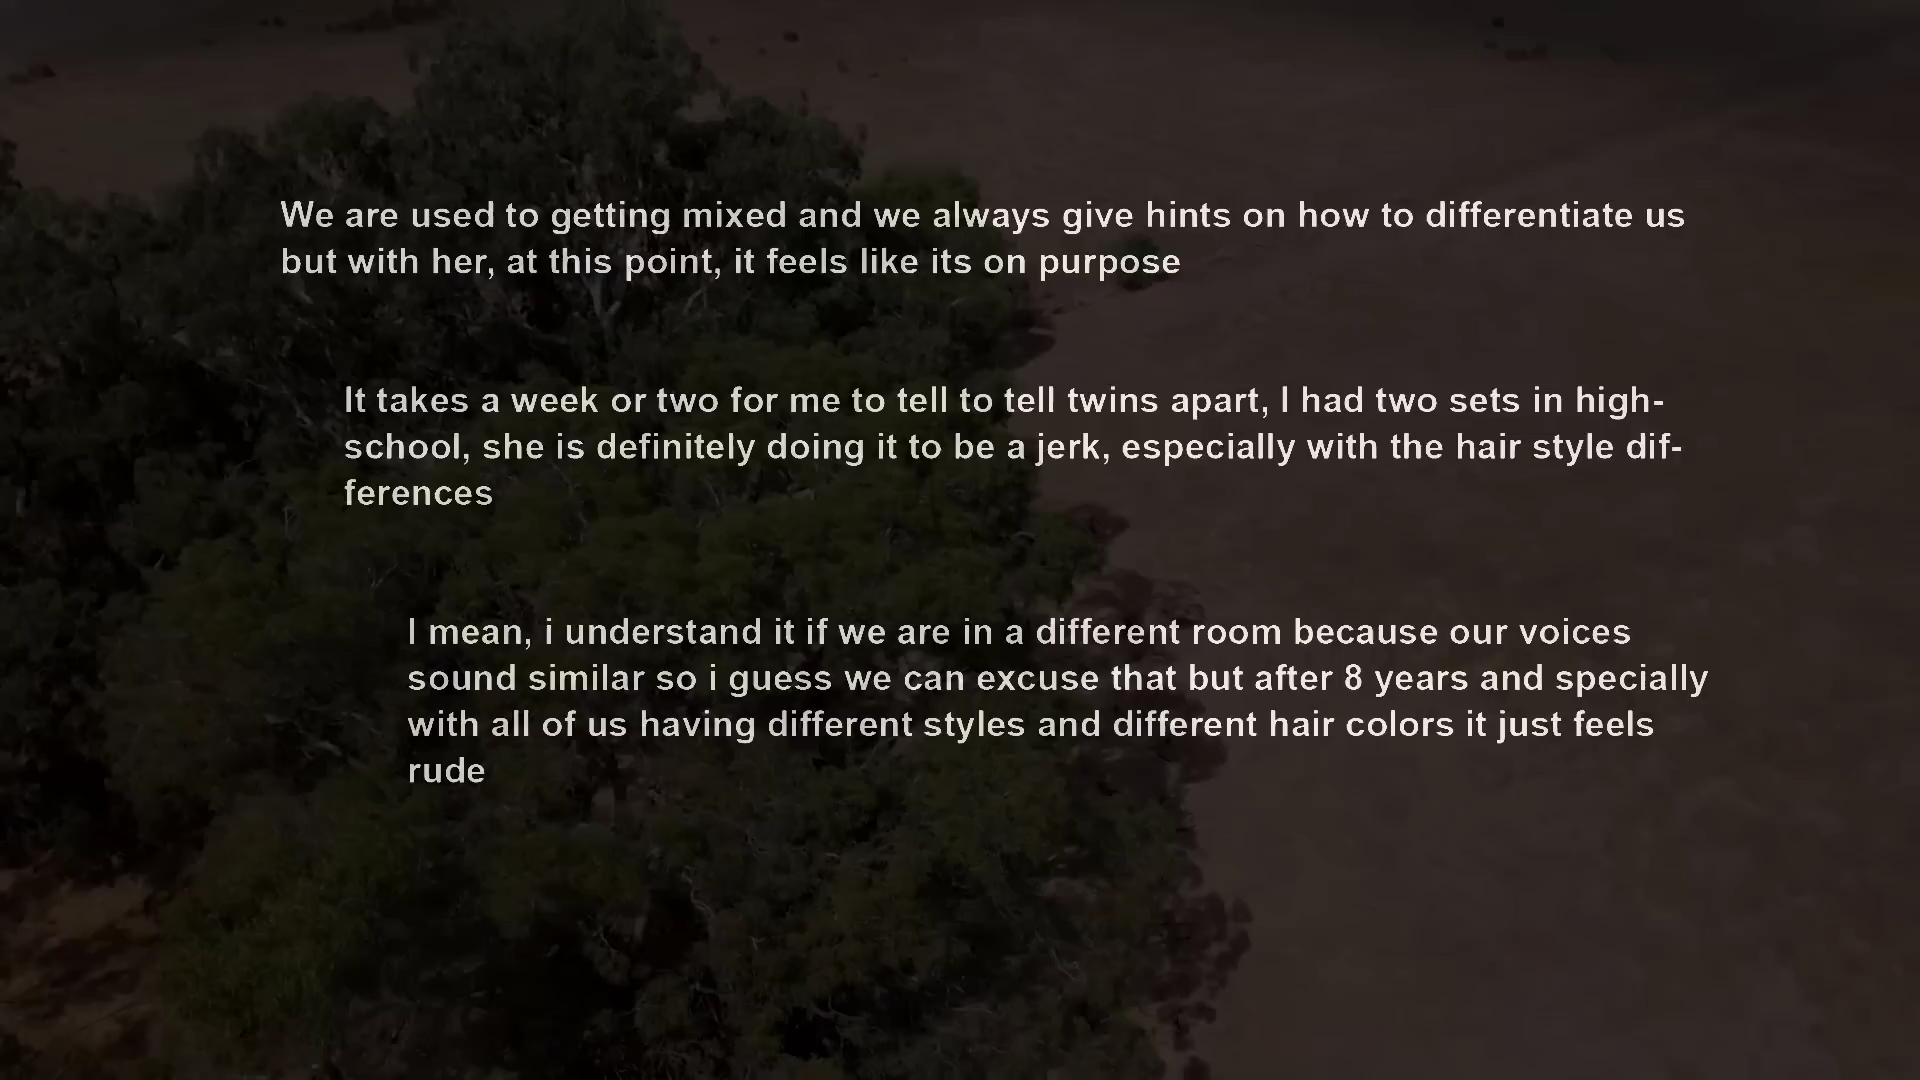 We are used to getting mixed and we always give hints on how to differentiate us
but with her, at this point, it feels like its on purpose
It takes a week or two for me to tell to tell twins apart, I had two sets in high-
school, she is definitely doing it to be a jerk, especially with the hair style dif-
ferences
I mean, i understand it if we are in a different room because our voices
sound similar so i guess we can excuse that but after 8 years and specially
with all of us having different styles and different hair colors it just feels
rude